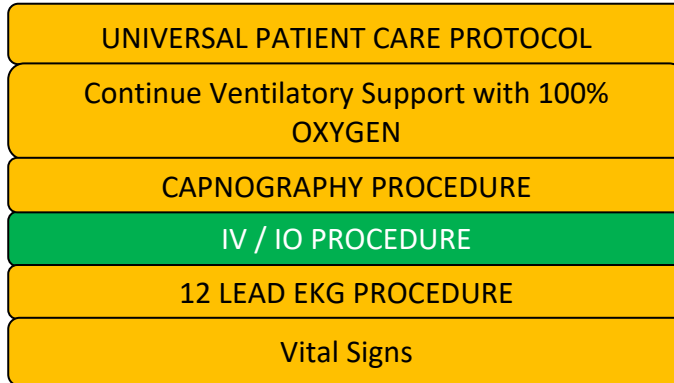 UNIVERSAL PATIENT CARE PROTOCOL
Continue Ventilatory Support with 100%
OXYGEN
CAPNOGRAPHY PROCEDURE
IV / IO PROCEDURE
12 LEAD EKG PROCEDURE
Vital Signs